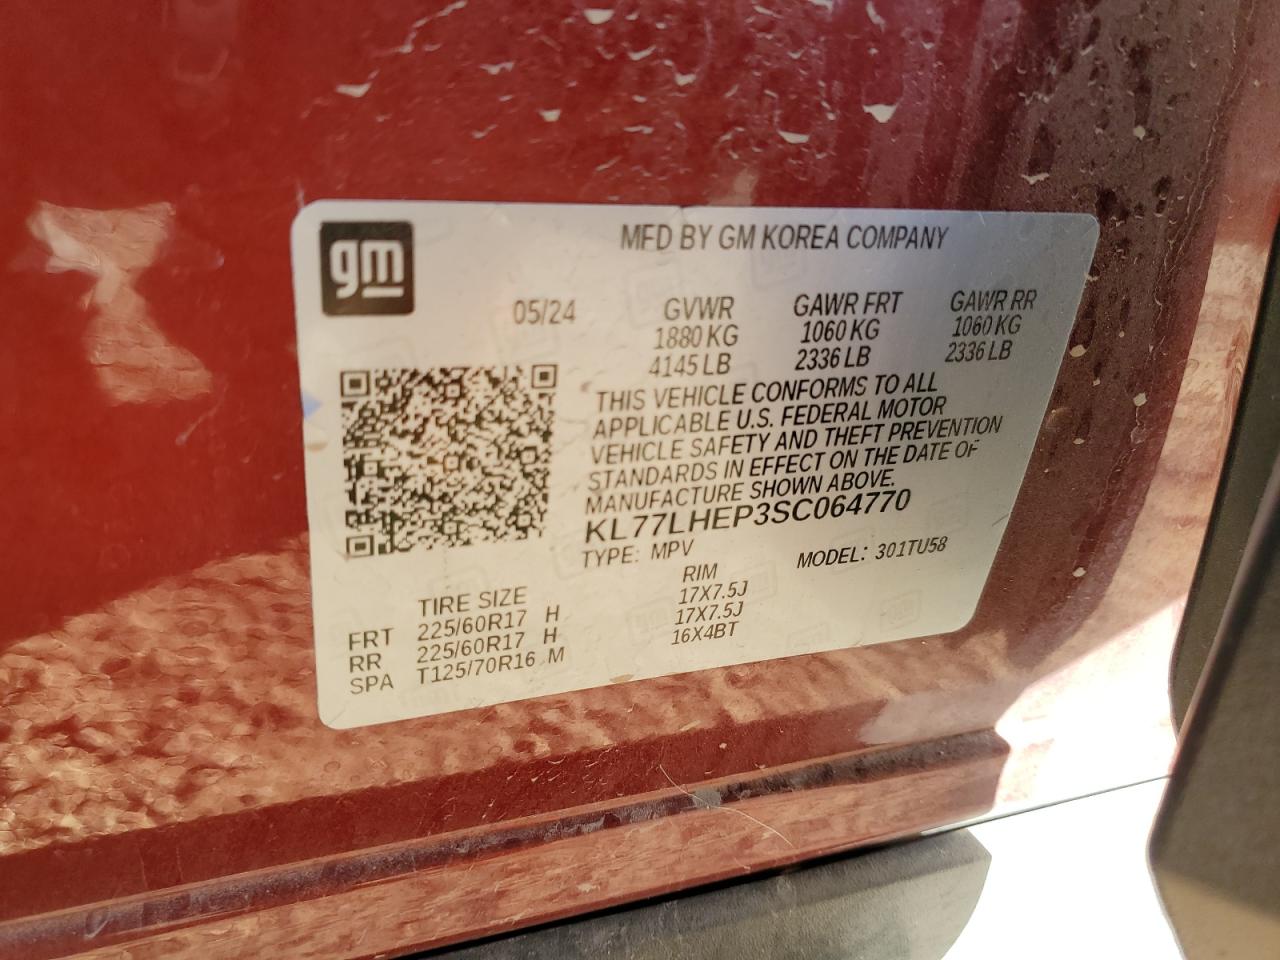 gm
MFD BY GM KOREA COMPANY
05/24 GVWR GAWR FRT GAWR RR
1880 KG 1060 KG 1060 KG
4145 LB 2336 LB 2336 LB
THIS VEHICLE CONFORMS TO ALL
APPLICABLE U.S. FEDERAL MOTOR
VEHICLE SAFETY AND THEFT PREVENTION
STANDARDS IN EFFECT ON THE DATE OF
MANUFACTURE SHOWN ABOVE.
KL77LHEP3SC064770
TYPE: MPV MODEL: 301TU58
TIRE SIZE RIM
FRT 225/60R17 H 17X7.5J
RR 225/60R17 H 17X7.5J
SPA T125/70R16 M 16X4BT